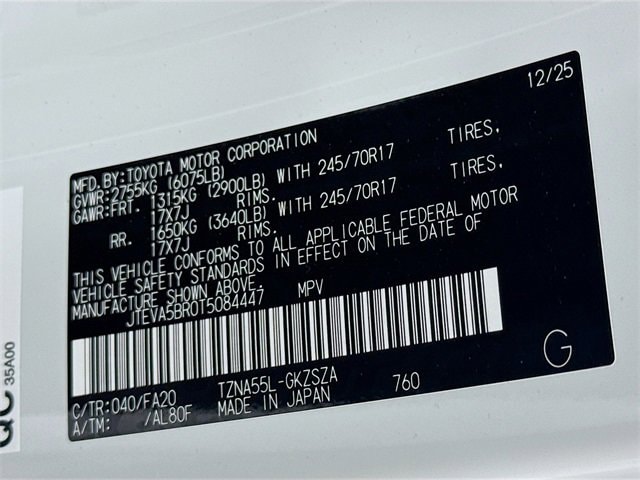 12/25
MFD.BY:TOYOTA MOTOR CORPORATION
GVWR:2755KG (6075LB)
GAWR:FRT. 1315KG (2900LB) WITH 245/70R17 TIRES,
17X7J RIMS.
RR. 1650KG (3640LB) WITH 245/70R17 TIRES,
17X7J RIMS.
THIS VEHICLE CONFORMS TO ALL APPLICABLE FEDERAL MOTOR
VEHICLE SAFETY STANDARDS IN EFFECT ON THE DATE OF
MANUFACTURE SHOWN ABOVE.
JTEVA5BR0T5084447 MPV
C/TR:040/FA20 TZNA55L-GKZSZA 760
A/TM: /AL80F MADE IN JAPAN
G
QC
35A00